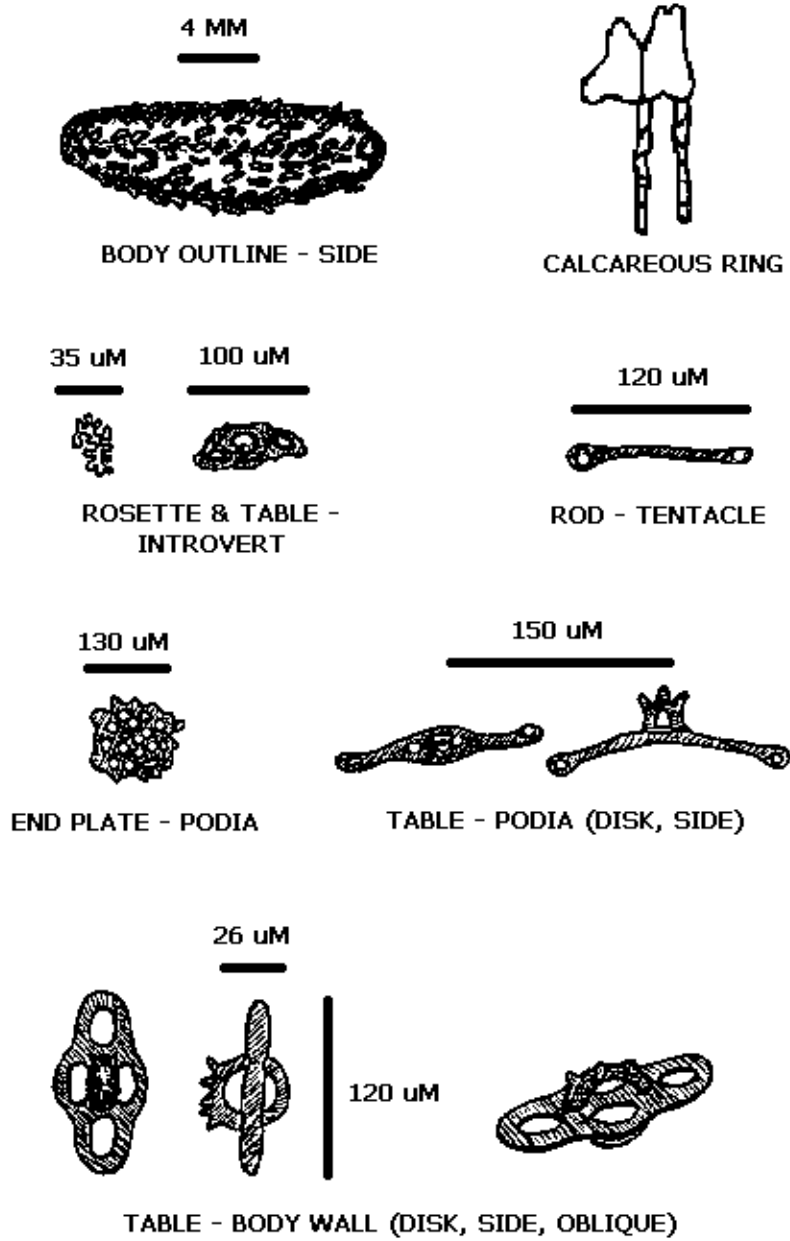 4 MM
BODY OUTLINE - SIDE
CALCAREOUS RING
35 uM
100 uM
ROSETTE & TABLE -
INTROVERT
120 uM
ROD - TENTACLE
130 uM
END PLATE - PODIA
150 uM
TABLE - PODIA (DISK, SIDE)
26 uM
120 uM
TABLE - BODY WALL (DISK, SIDE, OBLIQUE)